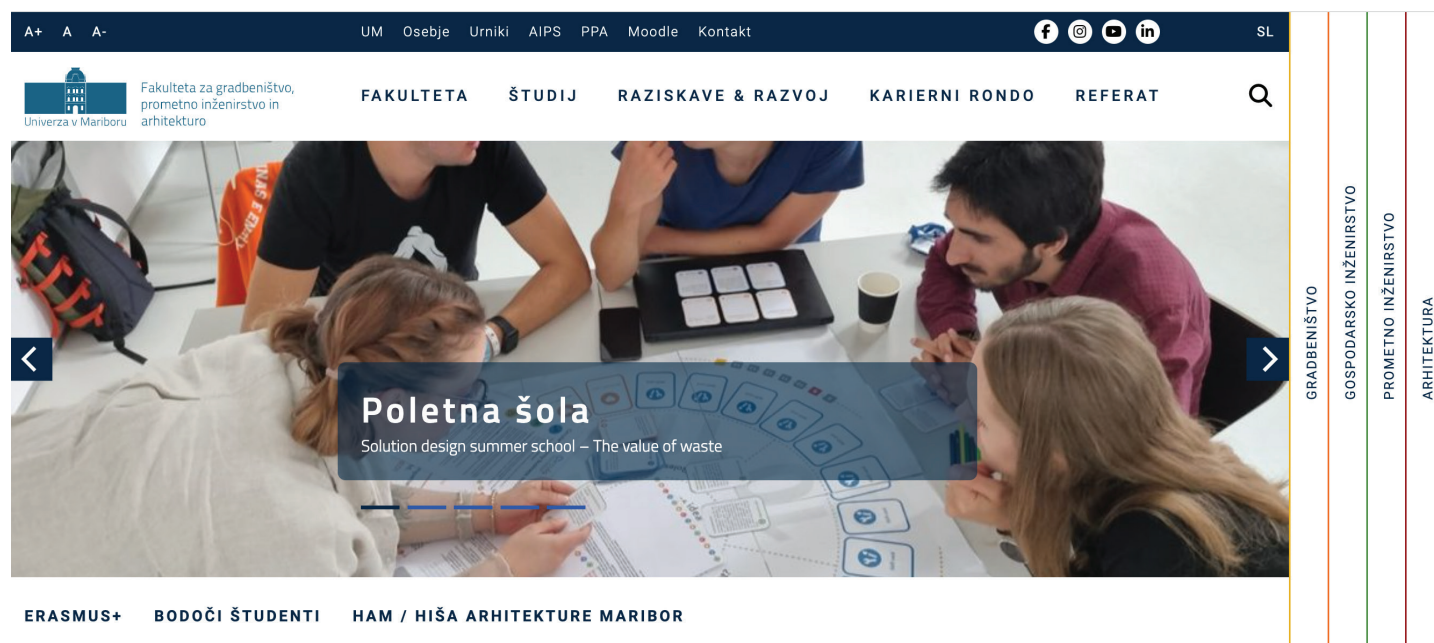 A+ A A-
UM Osebje Urniki AIPS PPA Moodle Kontakt
SL
Univerza v Mariboru
Fakulteta za gradbeništvo,
prometno inženirstvo in
arhitekturo
FAKULTETA ŠTUDIJ RAZISKAVE & RAZVOJ KARIERNI RONDO REFERAT
Poletna šola
Solution design summer school – The value of waste
ERASMUS+ BODOČI ŠTUDENTI HAM / HIŠA ARHITEKTURE MARIBOR
GRADBENIŠTVO
GOSPODARSKO INŽENIRSTVO
PROMETNO INŽENIRSTVO
ARHITEKTURA